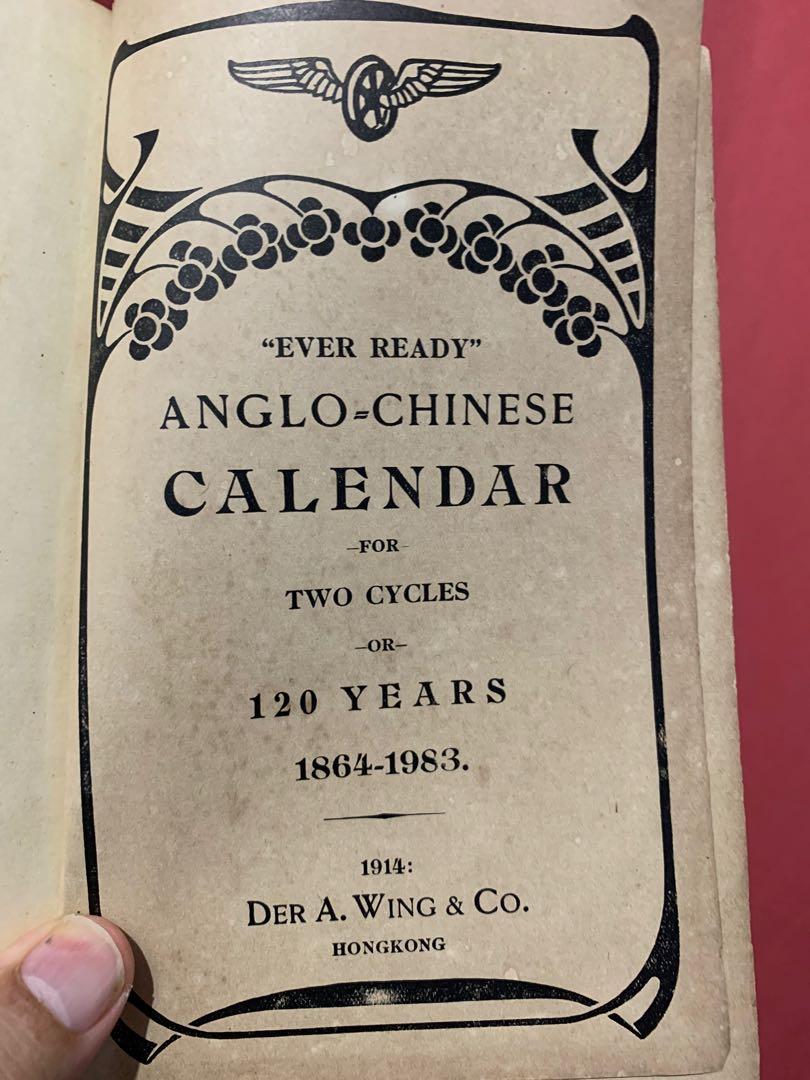 “EVER READY”
ANGLO=CHINESE
CALENDAR
–FOR–
TWO CYCLES
–OR–
120 YEARS
1864-1983.
1914:
DER A. WING & CO.
HONGKONG